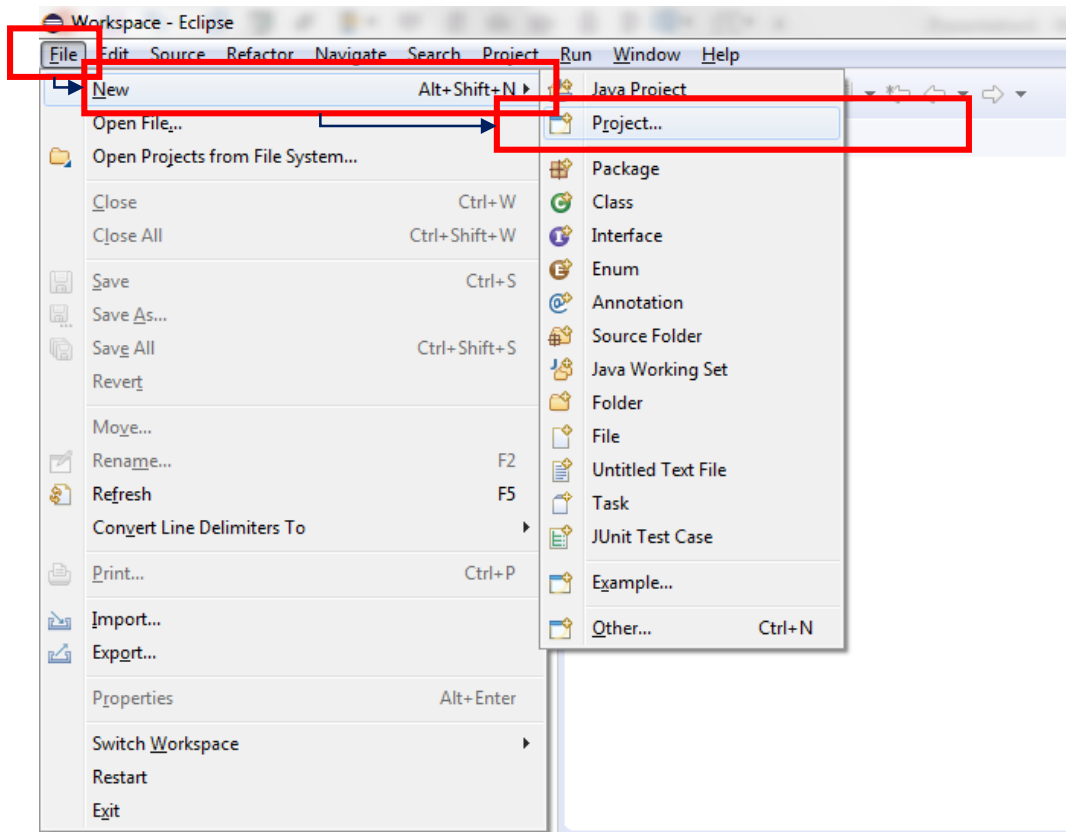 Workspace - Eclipse
File Edit Source Refactor Navigate Search Project Run Window Help
New Alt+Shift+N
Open File...
Open Projects from File System...
Close Ctrl+W
Close All Ctrl+Shift+W
Save Ctrl+S
Save As...
Save All Ctrl+Shift+S
Revert
Move...
Rename... F2
Refresh F5
Convert Line Delimiters To
Print... Ctrl+P
Import...
Export...
Properties Alt+Enter
Switch Workspace
Restart
Exit
Java Project
Project...
Package
Class
Interface
Enum
Annotation
Source Folder
Java Working Set
Folder
File
Untitled Text File
Task
JUnit Test Case
Example...
Other... Ctrl+N